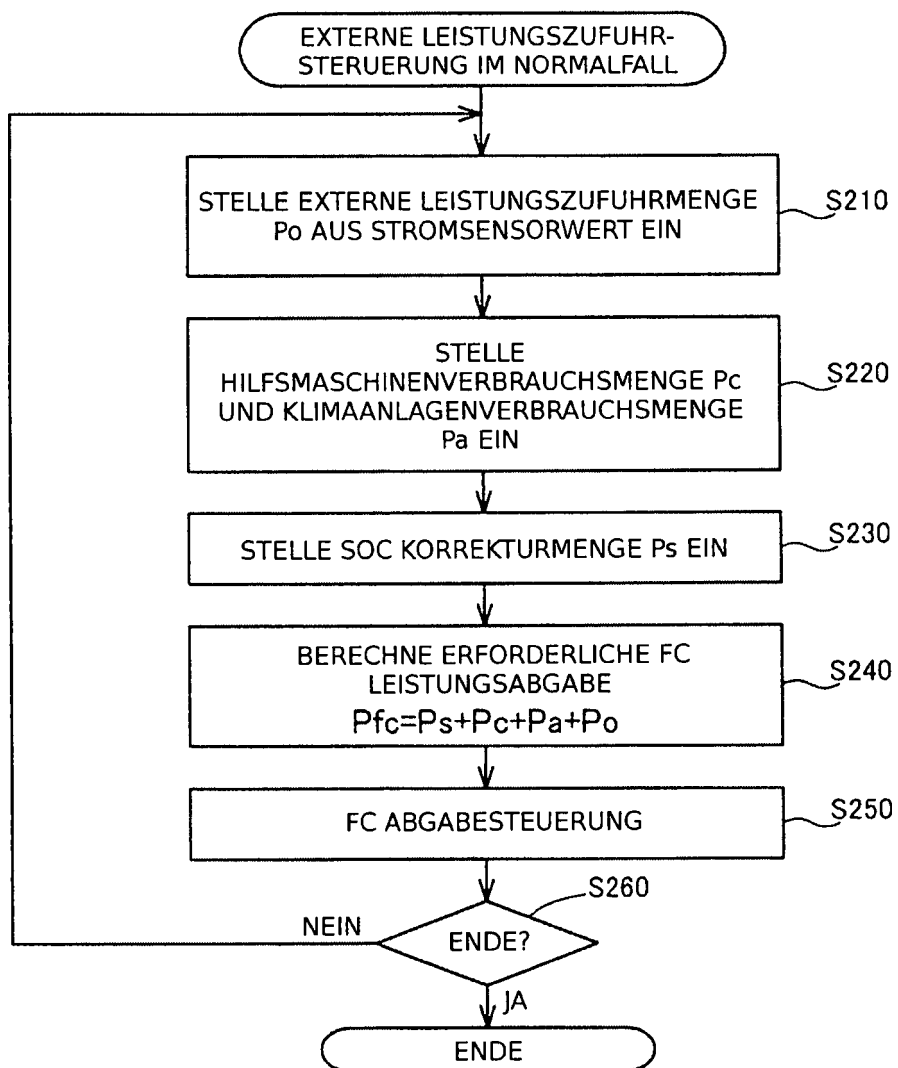 EXTERNE LEISTUNGSZUFUHR-
STERUERUNG IM NORMALFALL
STELLE EXTERNE LEISTUNGSZUFUHRMENGE
Po AUS STROMSENSORWERT EIN
S210
STELLE
HILFSMASCHINENVERBRAUCHSMENGE Pc
UND KLIMAANLAGENVERBRAUCHSMENGE
Pa EIN
S220
STELLE SOC KORREKTURMENGE Ps EIN
S230
BERECHNE ERFORDERLICHE FC
LEISTUNGSABGABE
Pfc=Ps+Pc+Pa+Po
S240
FC ABGABESTEUERUNG
S250
S260
NEIN
ENDE?
JA
ENDE